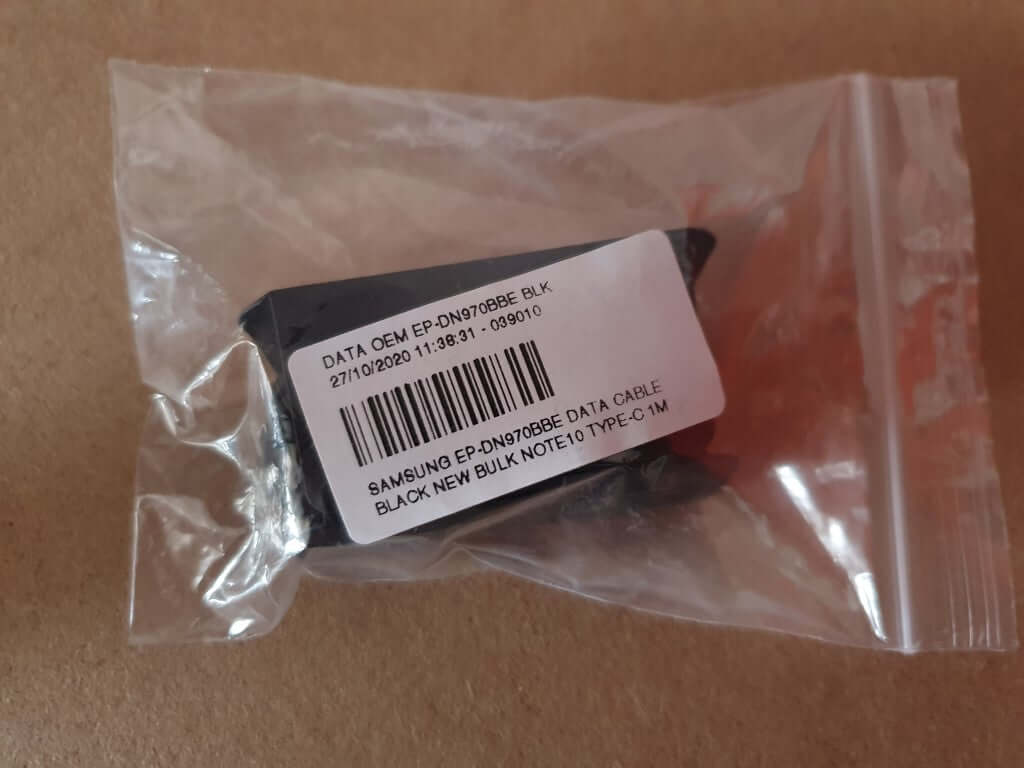 DATA OEM EP-DN970BBE BLK
27/10/2020 11:38:31 - 039010
SAMSUNG EP-DN970BBE DATA CABLE
BLACK NEW BULK NOTE10 TYPE-C 1M